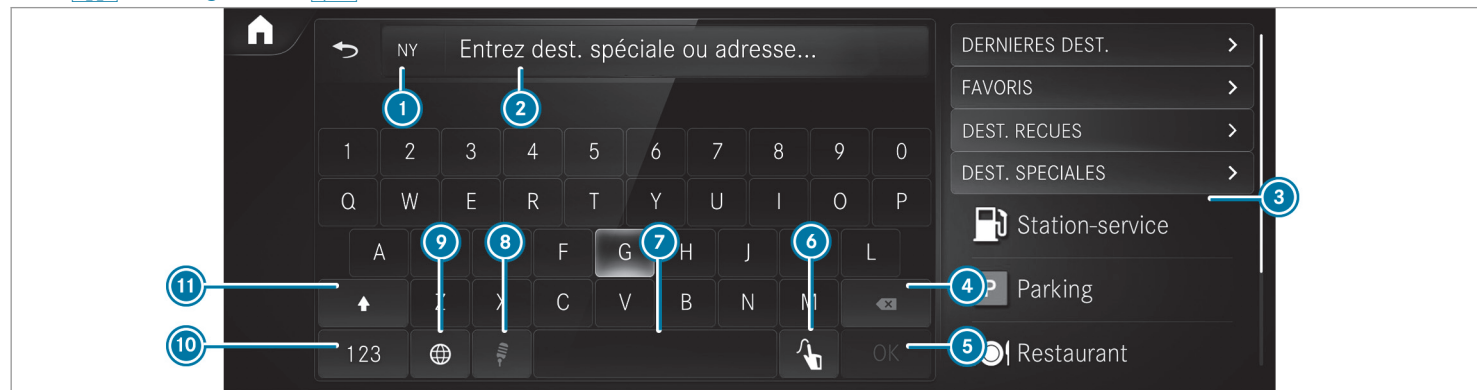 NY Entrez dest. spéciale ou adresse...
1 2
1 2 3 4 5 6 7 8 9 0
Q W E R T Y U I O P
A F G H J L
9 8 7 6
11 Z X C V B N M 4
10 123 OK 5
DERNIERES DEST. >
FAVORIS >
DEST. RECUES >
DEST. SPECIALES >
3
Station-service
P Parking
Restaurant